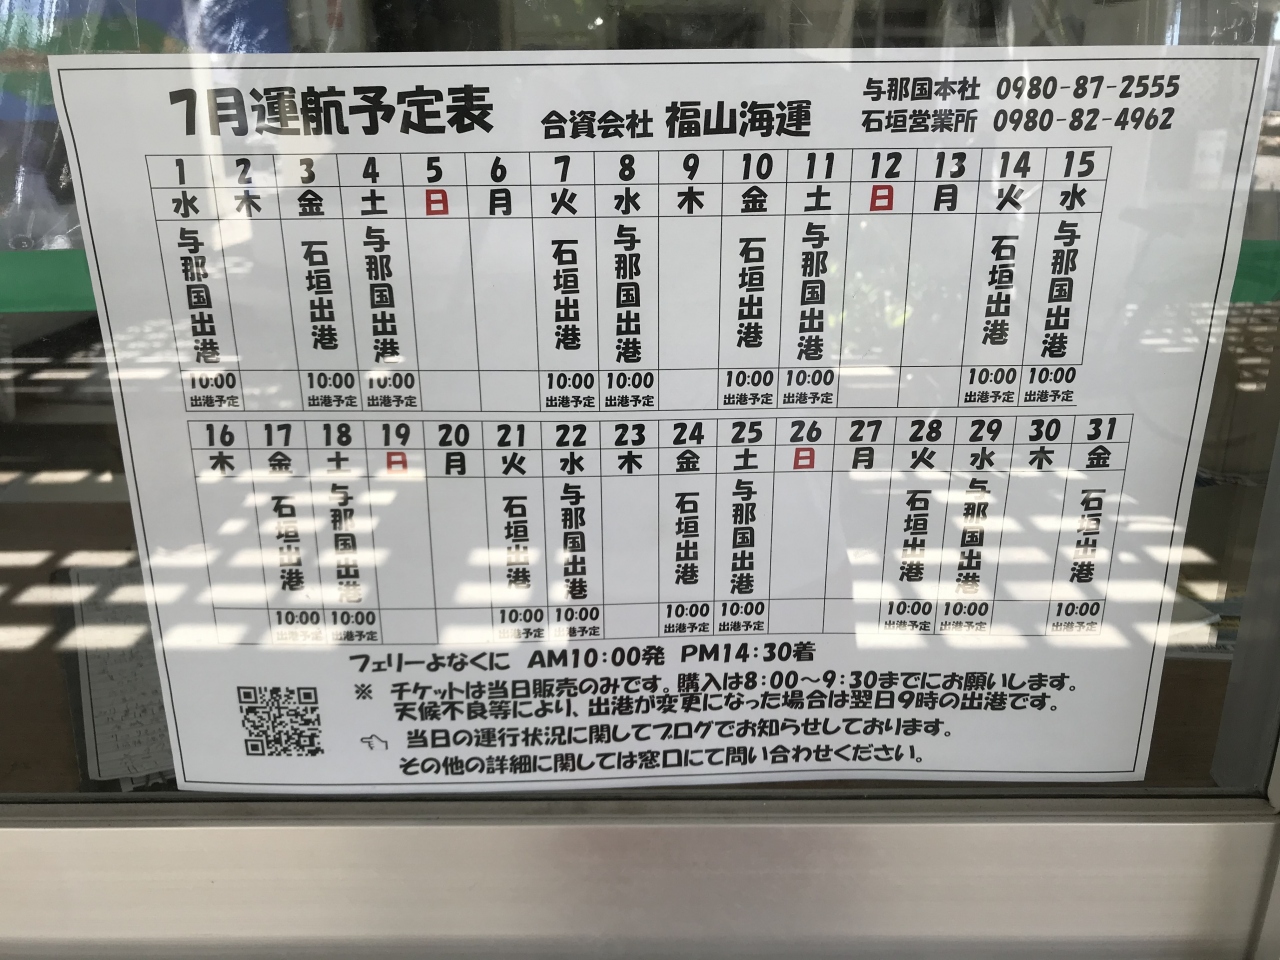 7月運航予定表 合資会社 福山海運
与那国本社 0980-87-2555
石垣営業所 0980-82-4962
1 2 3 4 5 6 7 8 9 10 11 12 13 14 15
水 木 金 土 日 月 火 水 木 金 土 日 月 火 水
与那国出港 石垣出港 与那国出港 石垣出港 与那国出港 石垣出港 与那国出港 石垣出港 与那国出港
10:00 10:00 10:00 10:00 10:00 10:00 10:00 10:00 10:00
出港予定 出港予定 出港予定 出港予定 出港予定 出港予定 出港予定 出港予定 出港予定
16 17 18 19 20 21 22 23 24 25 26 27 28 29 30 31
木 金 土 日 月 火 水 木 金 土 日 月 火 水 木 金
石垣出港 与那国出港 石垣出港 与那国出港 石垣出港 与那国出港 石垣出港 与那国出港 石垣出港
10:00 10:00 10:00 10:00 10:00 10:00 10:00 10:00 10:00
出港予定 出港予定 出港予定 出港予定 出港予定 出港予定 出港予定 出港予定 出港予定
フェリーよなくに AM10:00発 PM14:30着
※ チケットは当日販売のみです。購入は8:00〜9:30までにお願いします。
天候不良等により、出港が変更になった場合は翌日9時の出港です。
当日の運行状況に関してブログでお知らせしております。
その他の詳細に関しては窓口にて問い合わせください。